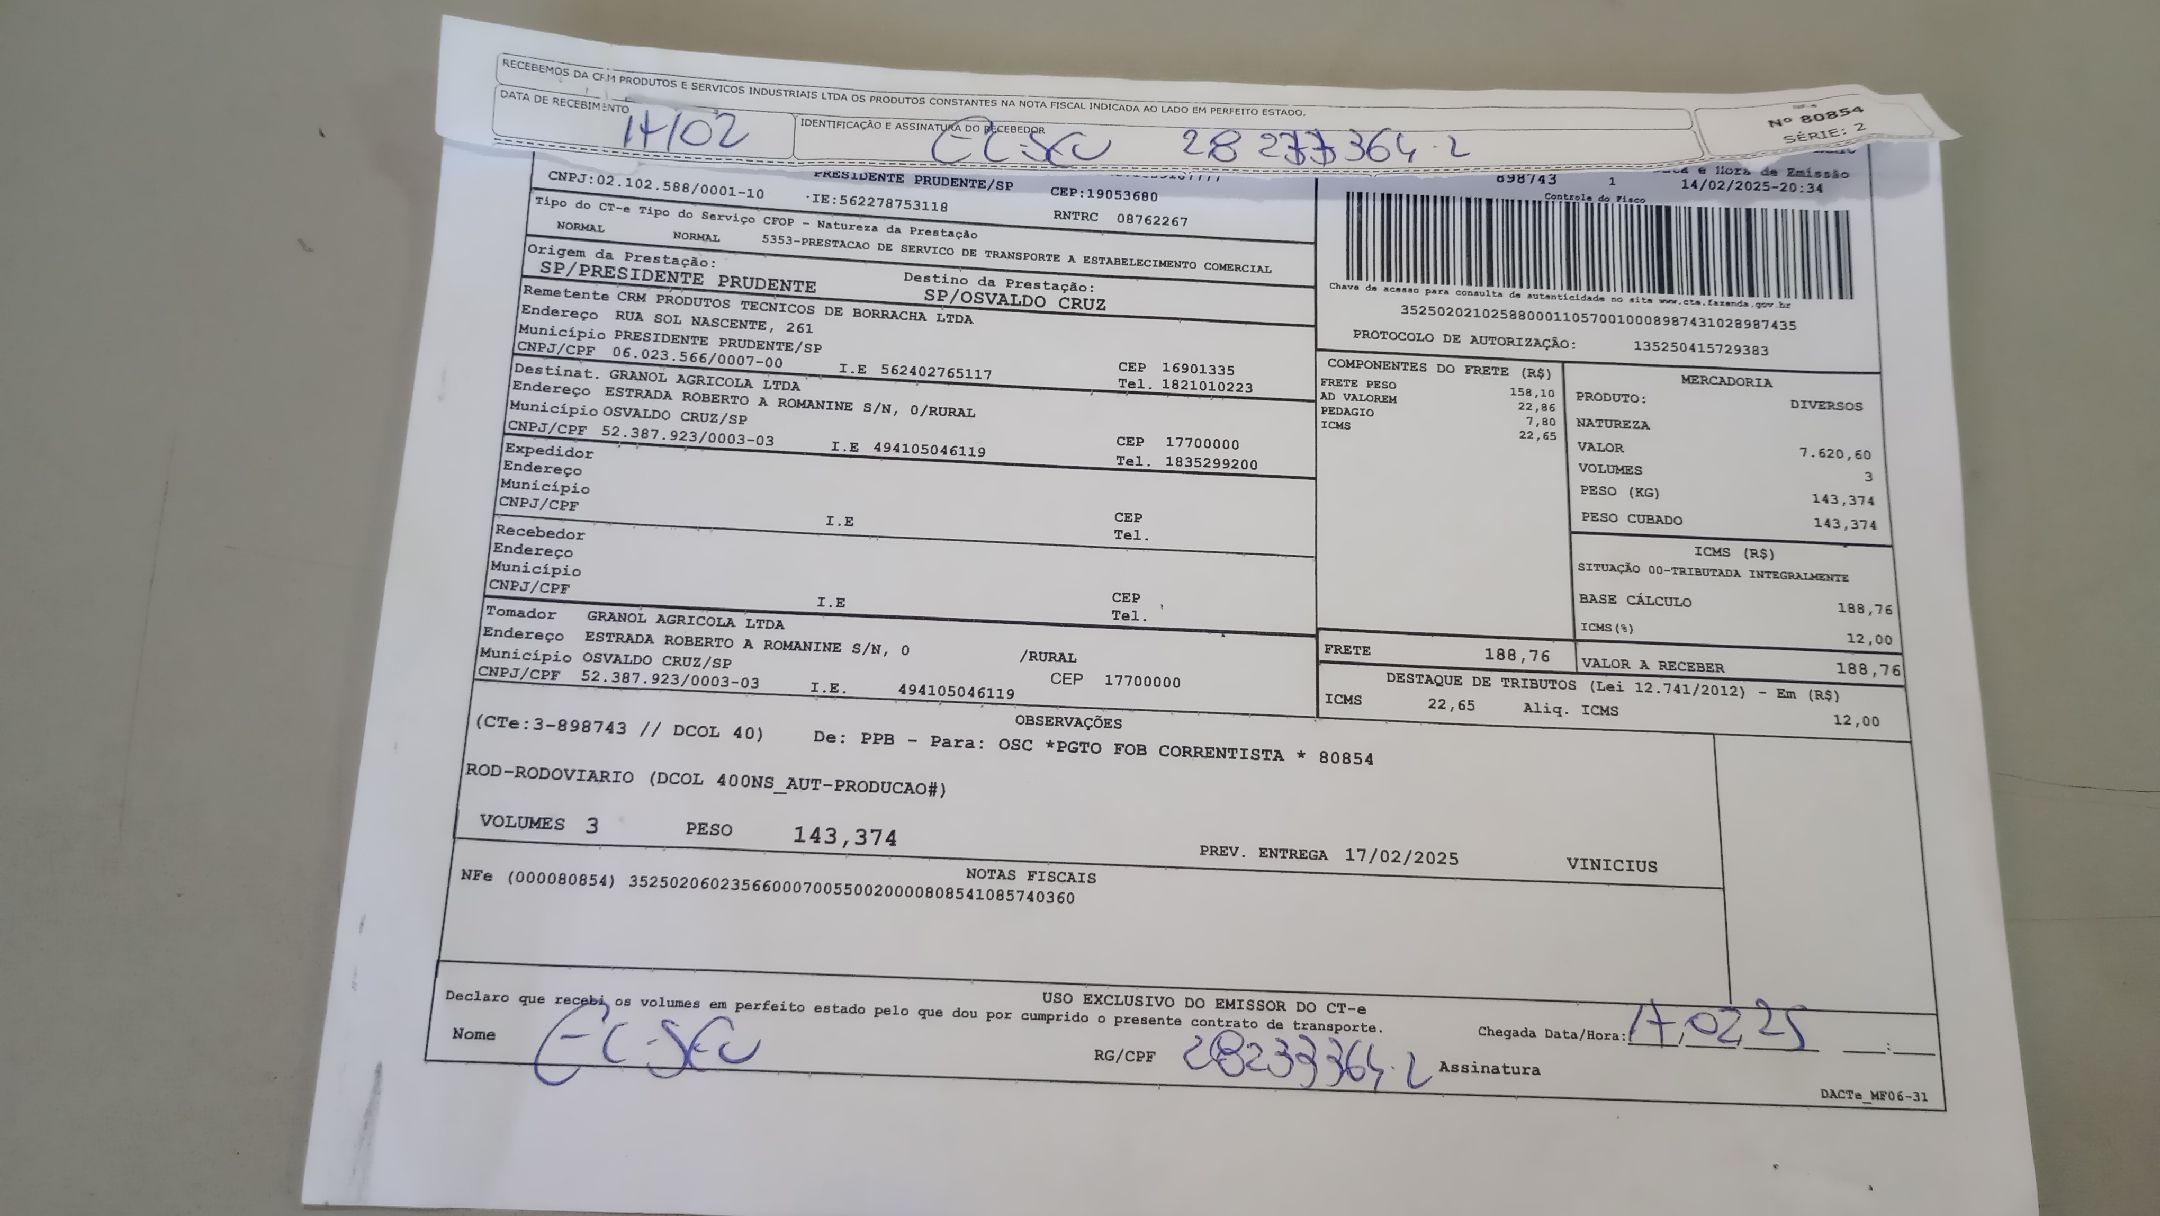 RECEBEMOS DA CRM PRODUTOS E SERVICOS INDUSTRIAIS LTDA OS PRODUTOS CONSTANTES NA NOTA FISCAL INDICADA AO LADO EM PERFEITO ESTADO.
DATA DE RECEBIMENTO
17/02
IDENTIFICAÇÃO E ASSINATURA DO RECEBEDOR
Nº 80854
SÉRIE: 2
PRESIDENTE PRUDENTE/SP CEP:19053680
CNPJ:02.102.588/0001-10 IE:562278753118 RNTRC 08762267
898743 1 e Hora de Emissão
14/02/2025-20:34
Controle do Fisco
Tipo do CT-e Tipo do Serviço CFOP - Natureza da Prestação
NORMAL NORMAL 5353-PRESTACAO DE SERVICO DE TRANSPORTE A ESTABELECIMENTO COMERCIAL
Origem da Prestação: Destino da Prestação:
SP/PRESIDENTE PRUDENTE SP/OSVALDO CRUZ
Chave de acesso para consulta de autenticidade no site www.cte.fazenda.gov.br
35250202102588000110570010008987431028987435
PROTOCOLO DE AUTORIZAÇÃO: 135250415729383
Remetente CRM PRODUTOS TECNICOS DE BORRACHA LTDA
Endereço RUA SOL NASCENTE, 261
Município PRESIDENTE PRUDENTE/SP CEP 16901335
CNPJ/CPF 06.023.566/0007-00 I.E 562402765117 Tel. 1821010223
Destinat. GRANOL AGRICOLA LTDA
Endereço ESTRADA ROBERTO A ROMANINE S/N, 0/RURAL
Município OSVALDO CRUZ/SP CEP 17700000
CNPJ/CPF 52.387.923/0003-03 I.E 494105046119 Tel. 1835299200
Expedidor
Endereço
Município CEP
CNPJ/CPF I.E Tel.
Recebedor
Endereço
Município CEP
CNPJ/CPF I.E Tel.
Tomador GRANOL AGRICOLA LTDA
Endereço ESTRADA ROBERTO A ROMANINE S/N, 0 /RURAL
Município OSVALDO CRUZ/SP CEP 17700000
CNPJ/CPF 52.387.923/0003-03 I.E. 494105046119
COMPONENTES DO FRETE (R$)
FRETE PESO 158,10
AD VALOREM 22,86
PEDAGIO 7,80
ICMS 22,65
MERCADORIA
PRODUTO: DIVERSOS
NATUREZA
VALOR 7.620,60
VOLUMES 3
PESO (KG) 143,374
PESO CUBADO 143,374
ICMS (R$)
SITUAÇÃO 00-TRIBUTADA INTEGRALMENTE
BASE CÁLCULO 188,76
ICMS(%) 12,00
FRETE 188,76 VALOR A RECEBER 188,76
DESTAQUE DE TRIBUTOS (Lei 12.741/2012) - Em (R$)
ICMS 22,65 Aliq. ICMS 12,00
OBSERVAÇÕES
(CTe:3-898743 // DCOL 40) De: PPB - Para: OSC *PGTO FOB CORRENTISTA * 80854
ROD-RODOVIARIO (DCOL 400NS_AUT-PRODUCAO#)
VOLUMES 3 PESO 143,374 PREV. ENTREGA 17/02/2025 VINICIUS
NOTAS FISCAIS
NFe (000080854) 35250206023566000700550020000808541085740360
USO EXCLUSIVO DO EMISSOR DO CT-e
Declaro que recebi os volumes em perfeito estado pelo que dou por cumprido o presente contrato de transporte.
Chegada Data/Hora: 17/02/25 :
Nome RG/CPF Assinatura
DACTe_MF06-31